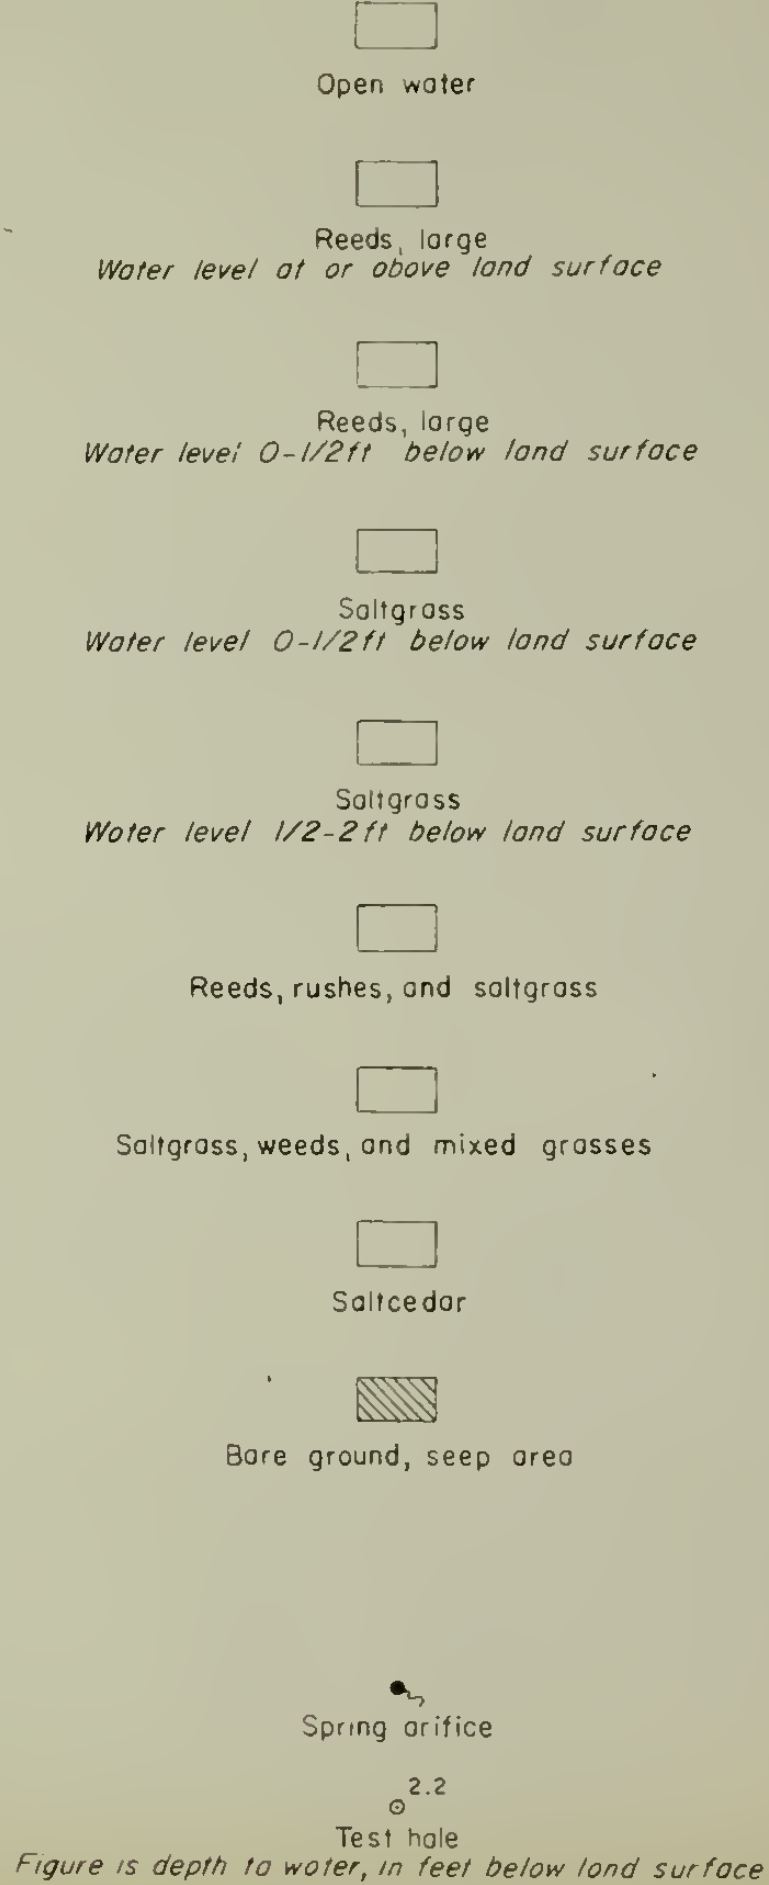 Open water
Reeds, large
Water level at or above land surface
Reeds, large
Water level 0-1/2ft below land surface
Saltgrass
Water level 0-1/2ft below land surface
Saltgrass
Water level 1/2-2ft below land surface
Reeds, rushes, and saltgrass
Saltgrass, weeds, and mixed grasses
Saltcedar
Bare ground, seep area
Spring orifice
2.2
Test hole
Figure is depth to water, in feet below land surface